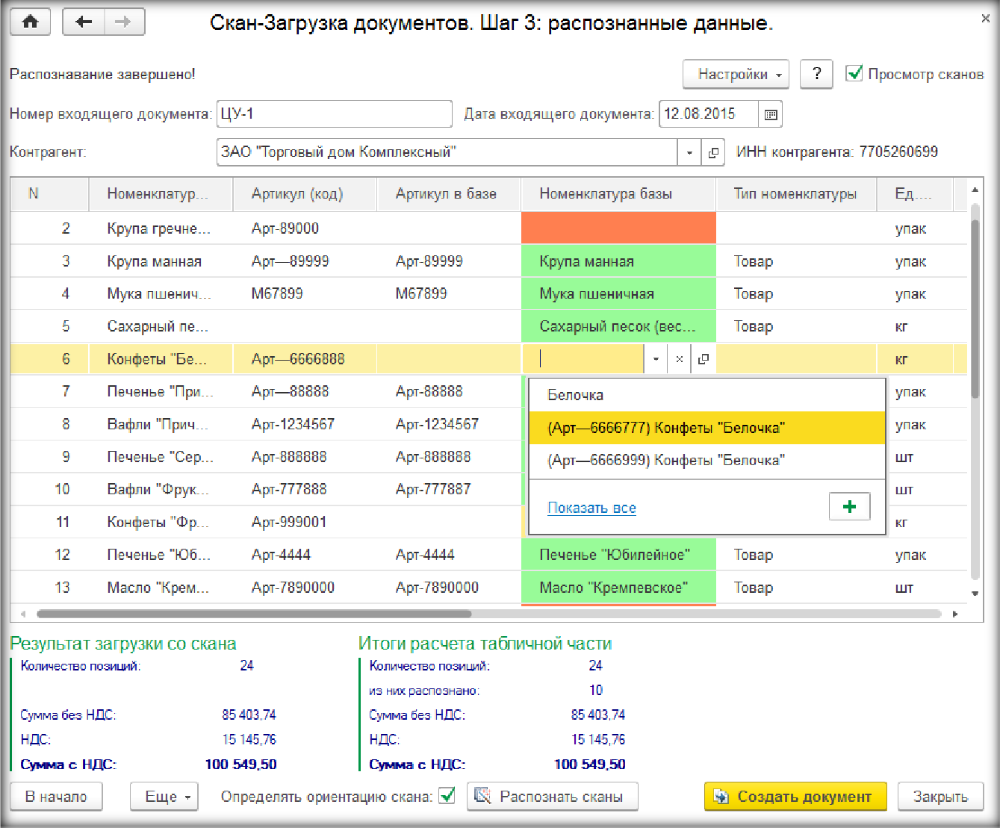 Скан-Загрузка документов. Шаг 3: распознанные данные.
Распознавание завершено!
Настройки
?
Просмотр сканов
Номер входящего документа: ЦУ-1
Дата входящего документа: 12.08.2015
Контрагент: ЗАО "Торговый дом Комплексный"
ИНН контрагента: 7705260699
N Номенклатур... Артикул (код) Артикул в базе Номенклатура базы Тип номенклатуры Ед....
2 Крупа гречне... Арт-89000 упак
3 Крупа манная Арт—89999 Арт-89999 Крупа манная Товар упак
4 Мука пшенич... М67899 М67899 Мука пшеничная Товар упак
5 Сахарный пе... Сахарный песок (вес... Товар кг
6 Конфеты "Бе... Арт—6666888 кг
7 Печенье "При... Арт—88888 Арт-88888 упак
8 Вафли "Прич... Арт-1234567 Арт-1234567 упак
9 Печенье "Сер... Арт-888888 Арт-888888 шт
10 Вафли "Фрук... Арт-777888 Арт-777887 шт
11 Конфеты "Фр... Арт-999001 кг
Белочка
(Арт—6666777) Конфеты "Белочка"
(Арт—6666999) Конфеты "Белочка"
Показать все
12 Печенье "Юб... Арт-4444 Арт-4444 Печенье "Юбилейное" Товар упак
13 Масло "Крем... Арт-7890000 Арт-7890000 Масло "Кремлевское" Товар шт
Результат загрузки со скана
Количество позиций: 24
Сумма без НДС: 85 403,74
НДС: 15 145,76
Сумма с НДС: 100 549,50
Итоги расчета табличной части
Количество позиций: 24
из них распознано: 10
Сумма без НДС: 85 403,74
НДС: 15 145,76
Сумма с НДС: 100 549,50
В начало
Еще
Определять ориентацию скана:
Распознать сканы
Создать документ
Закрыть